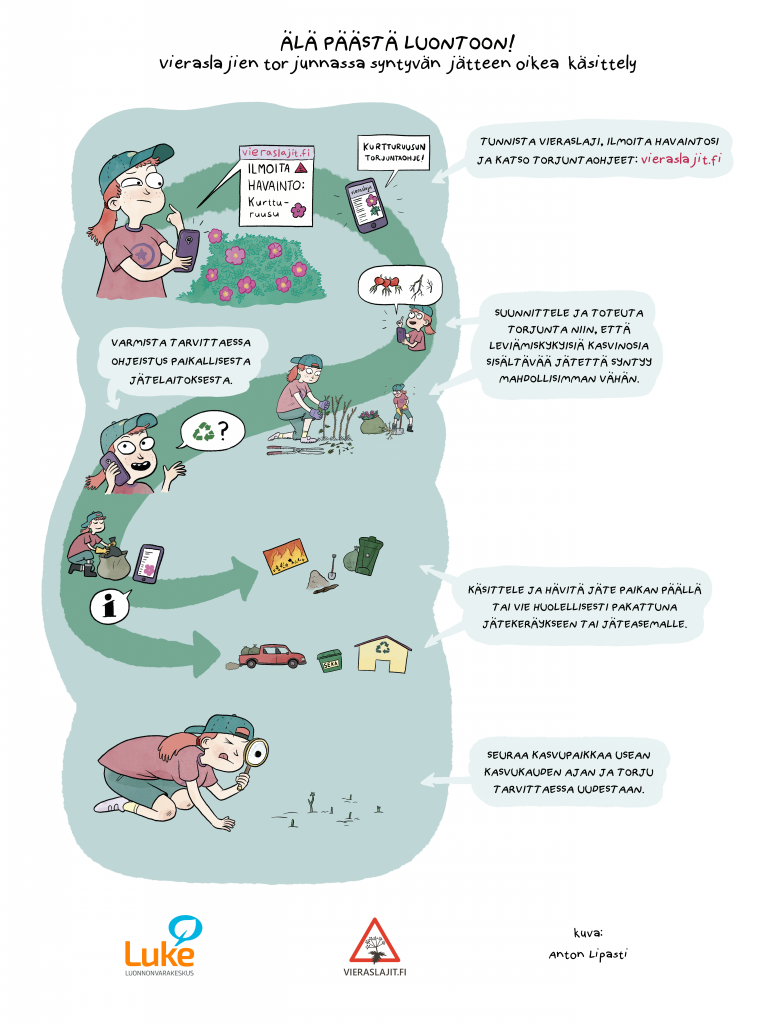 ÄLÄ PÄÄSTÄ LUONTOON!
vieraslajien torjunnassa syntyvän jätteen oikea käsittely
TUNNISTA VIERASLAJI, ILMOITA HAVAINTOSI
JA KATSO TORJUNTAOHJEET: vieraslajit.fi
vieraslajit.fi
ILMOITA
HAVAINTO:
Kurttu-
ruusu
KURTTURUUSUN
TORJUNTAOHJE!
SUUNNITTELE JA TOTEUTA
TORJUNTA NIIN, ETTÄ
LEVIÄMISKYKYISIÄ KASVINOSIA
SISÄLTÄVÄÄ JÄTETTÄ SYNTYY
MAHDOLLISIMMAN VÄHÄN.
VARMISTA TARVITTAESSA
OHJEISTUS PAIKALLISESTA
JÄTELAITOKSESTA.
?
i
KÄSITTELE JA HÄVITÄ JÄTE PAIKAN PÄÄLLÄ
TAI VIE HUOLELLISESTI PAKATTUNA
JÄTEKERÄYKSEEN TAI JÄTEASEMALLE.
SEURAA KASVUPAIKKAA USEAN
KASVUKAUDEN AJAN JA TORJU
TARVITTAESSA UUDESTAAN.
Luke
LUONNONVARAKESKUS
VIERASLAJIT.FI
kuva:
Anton Lipasti